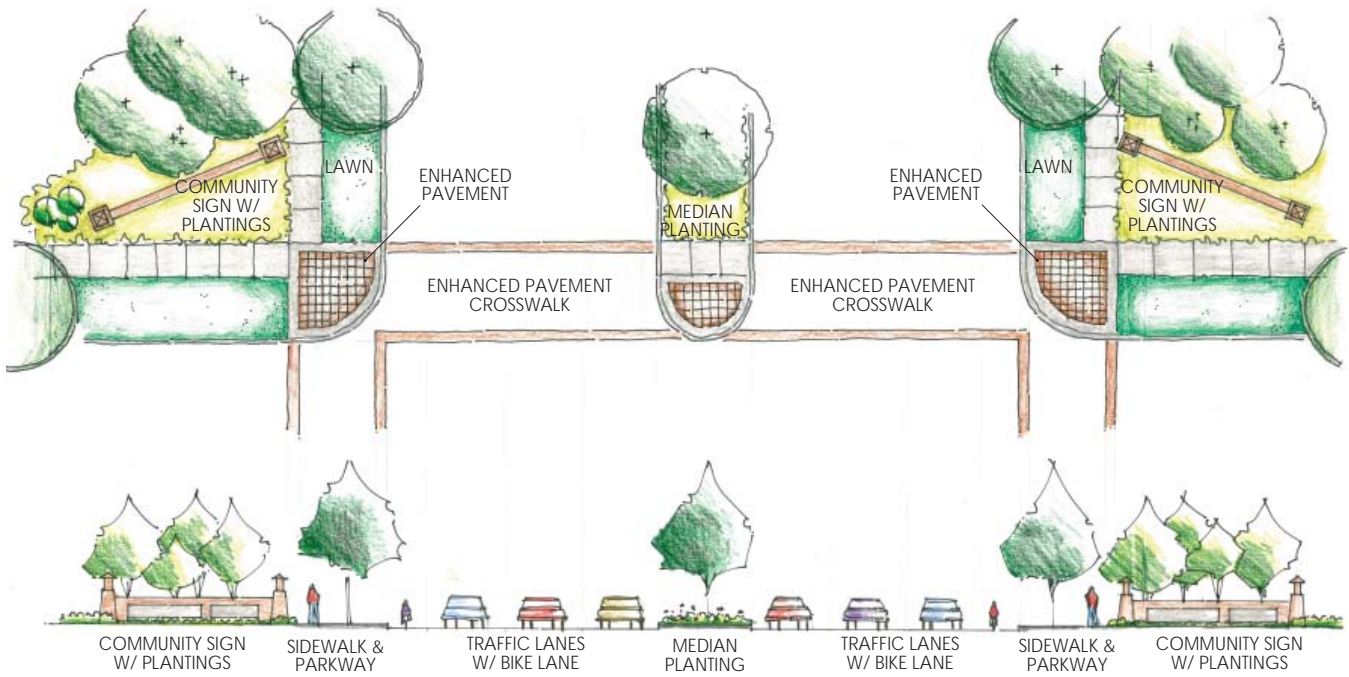 LAWN
COMMUNITY
SIGN W/
PLANTINGS
ENHANCED
PAVEMENT
MEDIAN
PLANTING
ENHANCED
PAVEMENT
LAWN
COMMUNITY
SIGN W/
PLANTINGS
ENHANCED PAVEMENT
CROSSWALK
ENHANCED PAVEMENT
CROSSWALK
COMMUNITY SIGN
W/ PLANTINGS
SIDEWALK &
PARKWAY
TRAFFIC LANES
W/ BIKE LANE
MEDIAN
PLANTING
TRAFFIC LANES
W/ BIKE LANE
SIDEWALK &
PARKWAY
COMMUNITY SIGN
W/ PLANTINGS